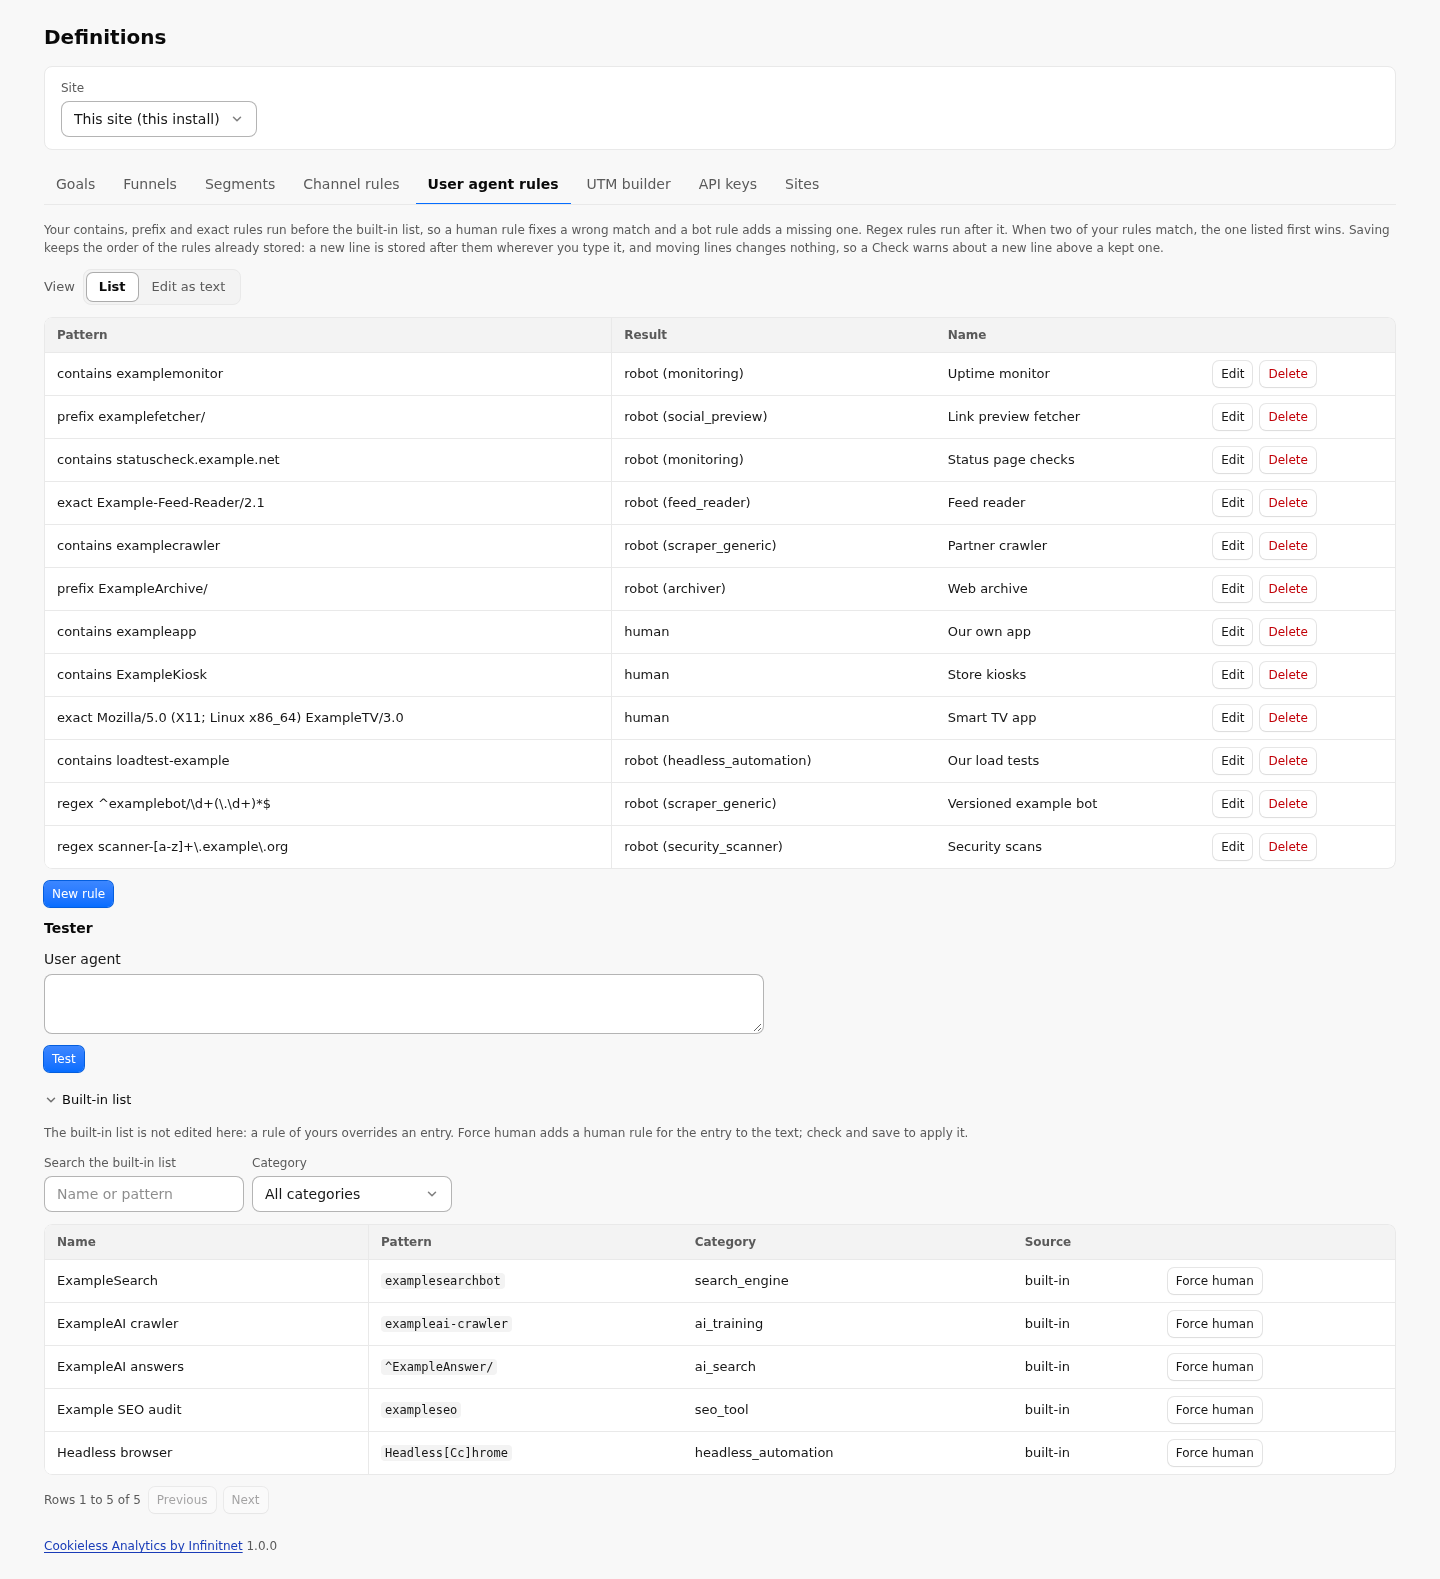 Definitions
Site
This site (this install)
Goals Funnels Segments Channel rules User agent rules UTM builder API keys Sites
Your contains, prefix and exact rules run before the built-in list, so a human rule fixes a wrong match and a bot rule adds a missing one. Regex rules run after it. When two of your rules match, the one listed first wins. Saving
keeps the order of the rules already stored: a new line is stored after them wherever you type it, and moving lines changes nothing, so a Check warns about a new line above a kept one.
View List Edit as text
Pattern Result Name
contains examplemonitor robot (monitoring) Uptime monitor Edit Delete
prefix examplefetcher/ robot (social_preview) Link preview fetcher Edit Delete
contains statuscheck.example.net robot (monitoring) Status page checks Edit Delete
exact Example-Feed-Reader/2.1 robot (feed_reader) Feed reader Edit Delete
contains examplecrawler robot (scraper_generic) Partner crawler Edit Delete
prefix ExampleArchive/ robot (archiver) Web archive Edit Delete
contains exampleapp human Our own app Edit Delete
contains ExampleKiosk human Store kiosks Edit Delete
exact Mozilla/5.0 (X11; Linux x86_64) ExampleTV/3.0 human Smart TV app Edit Delete
contains loadtest-example robot (headless_automation) Our load tests Edit Delete
regex ^examplebot/\d+(\.\d+)*$ robot (scraper_generic) Versioned example bot Edit Delete
regex scanner-[a-z]+\.example\.org robot (security_scanner) Security scans Edit Delete
New rule
Tester
User agent
Test
Built-in list
The built-in list is not edited here: a rule of yours overrides an entry. Force human adds a human rule for the entry to the text; check and save to apply it.
Search the built-in list Category
Name or pattern All categories
Name Pattern Category Source
ExampleSearch examplesearchbot search_engine built-in Force human
ExampleAI crawler exampleai-crawler ai_training built-in Force human
ExampleAI answers ^ExampleAnswer/ ai_search built-in Force human
Example SEO audit exampleseo seo_tool built-in Force human
Headless browser Headless[Cc]hrome headless_automation built-in Force human
Rows 1 to 5 of 5 Previous Next
Cookieless Analytics by Infinitnet 1.0.0